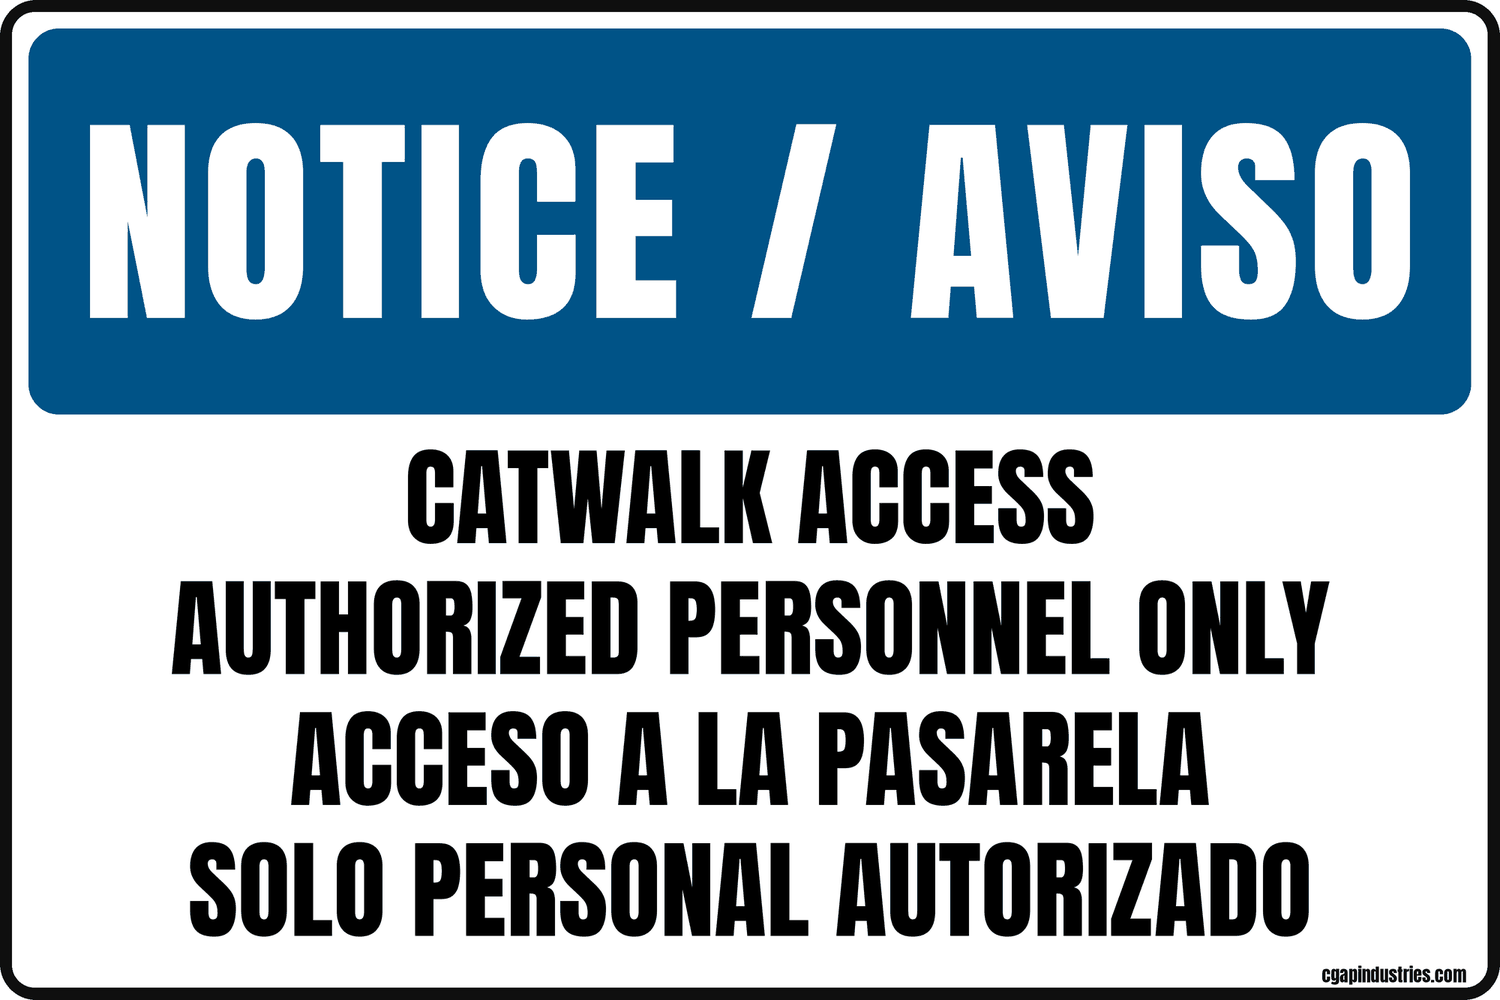 NOTICE / AVISO
CATWALK ACCESS
AUTHORIZED PERSONNEL ONLY
ACCESO A LA PASARELA
SOLO PERSONAL AUTORIZADO
cgapindustries.com